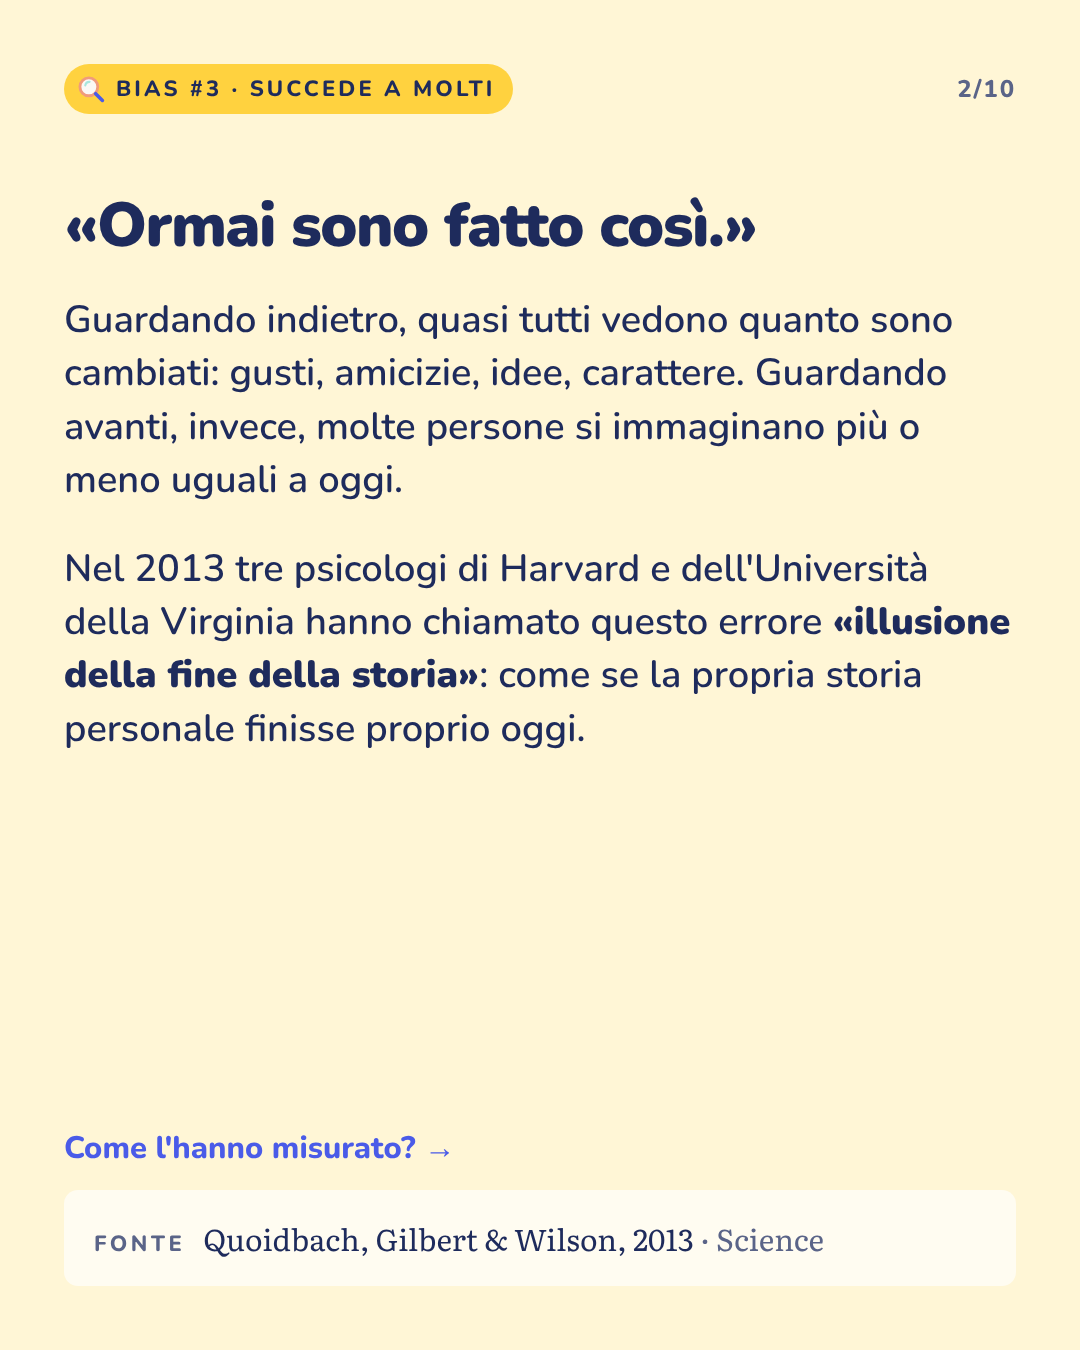 BIAS #3 · SUCCEDE A MOLTI
2/10
«Ormai sono fatto così.»
Guardando indietro, quasi tutti vedono quanto sono
cambiati: gusti, amicizie, idee, carattere. Guardando
avanti, invece, molte persone si immaginano più o
meno uguali a oggi.
Nel 2013 tre psicologi di Harvard e dell'Università
della Virginia hanno chiamato questo errore «illusione
della fine della storia»: come se la propria storia
personale finisse proprio oggi.
Come l'hanno misurato? →
FONTE Quoidbach, Gilbert & Wilson, 2013 · Science